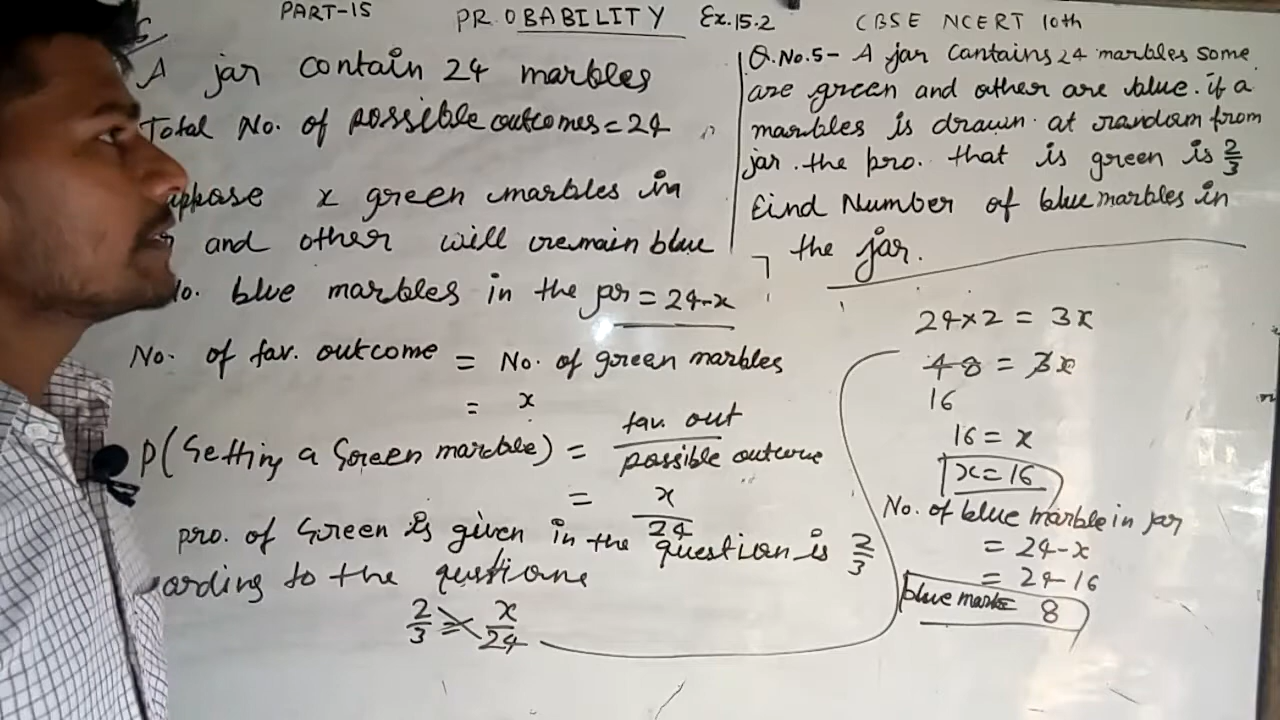 PART-15 PROBABILITY Ex.15.2 CBSE NCERT 10th
A jar contain 24 marbles
Total No. of possible outcomes = 24
x green marbles in
and other will remain blue
No. blue marbles in the jar = 24-x
No. of fav. outcome = No. of green marbles
= x
P(Getting a Green marble) = fav. out / possible outcome
= x/24
pro. of Green is given in the question is 2/3
to the qustione
2/3 = x/24
Q.No.5- A jar Cantains 24 marbles some
are green and other are blue. if a
marbles is drawn at random from
jar. the pro. that is green is 2/3
Find Number of blue marbles in
the jar.
24×2 = 3x
48 = 3x
16
16 = x
x=16
No. of blue marble in jar
= 24-x
= 24-16
blue mark= 8